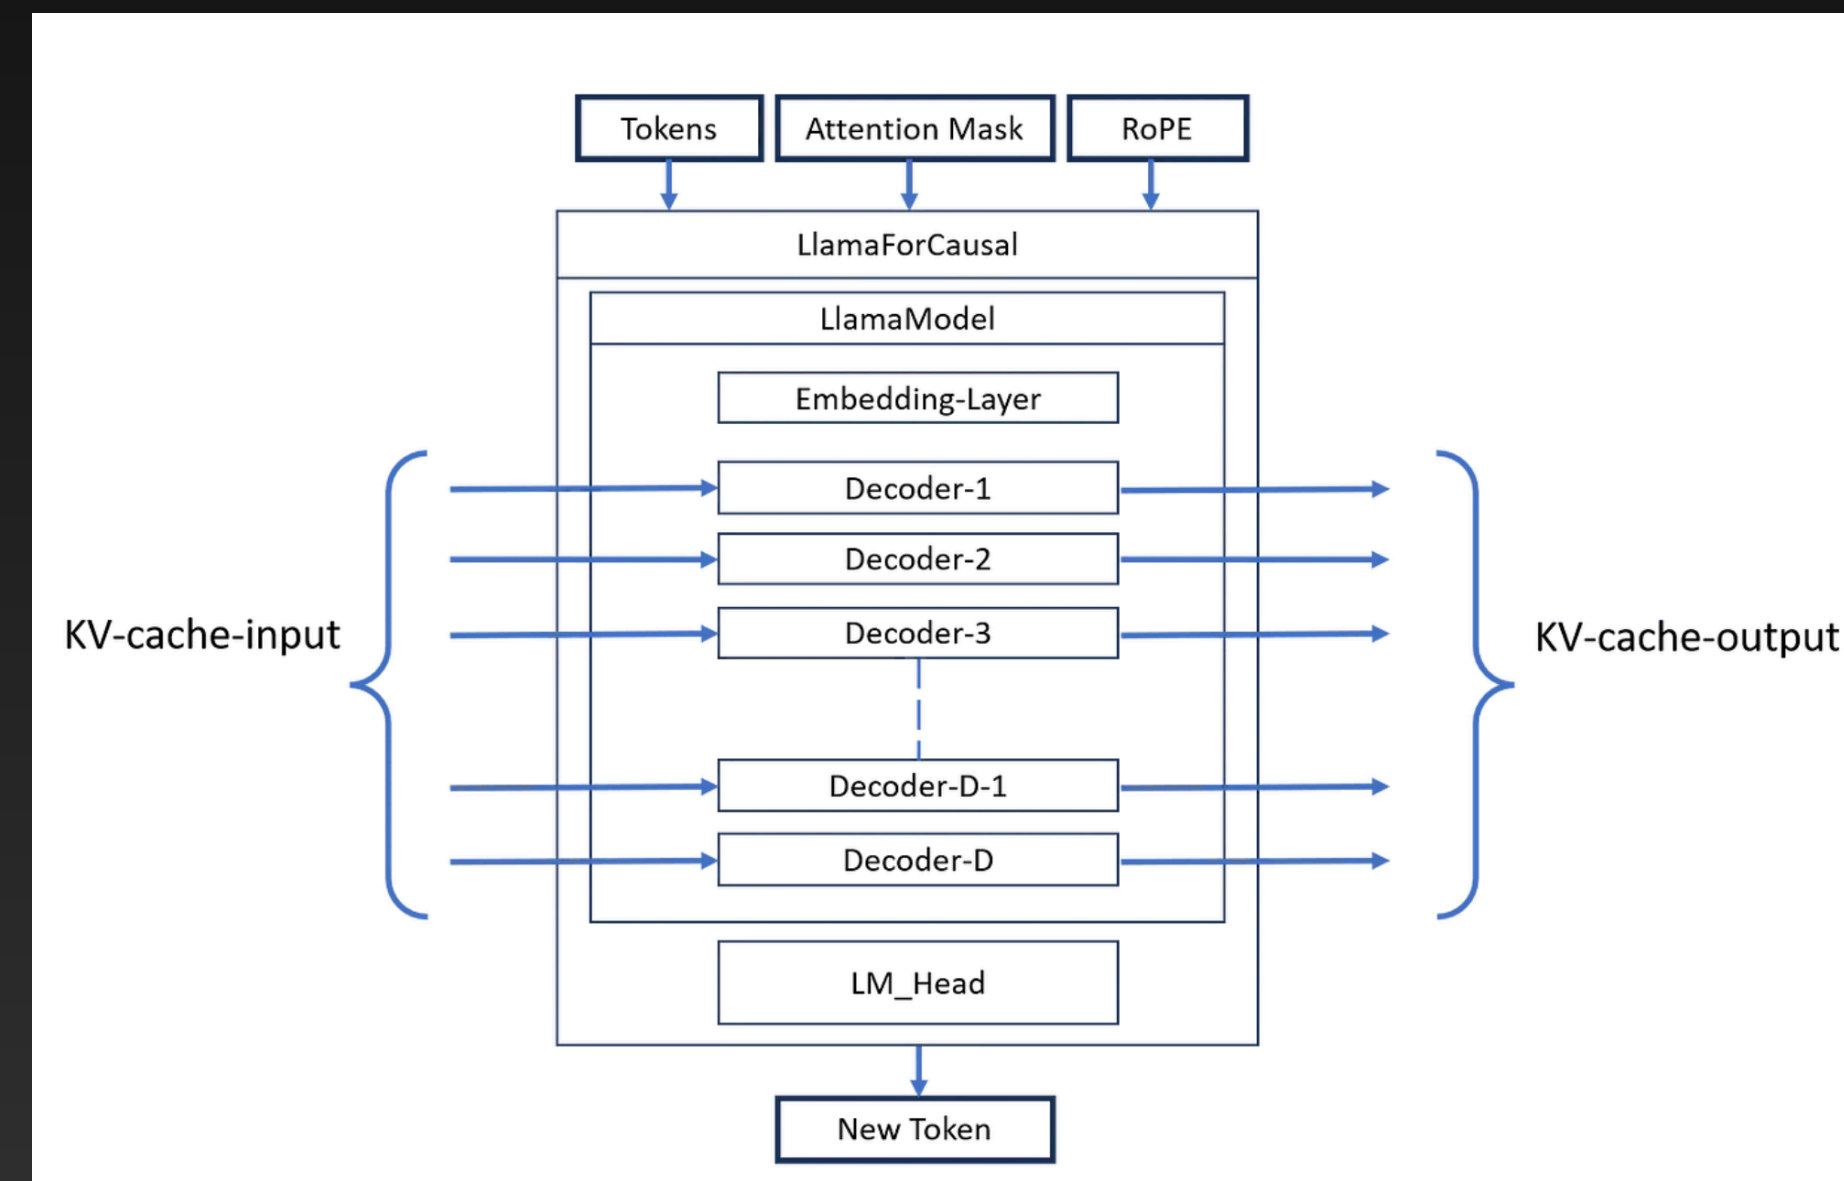 Tokens
Attention Mask
RoPE
LlamaForCausal
LlamaModel
Embedding-Layer
Decoder-1
Decoder-2
Decoder-3
KV-cache-input
KV-cache-output
Decoder-D-1
Decoder-D
LM_Head
New Token